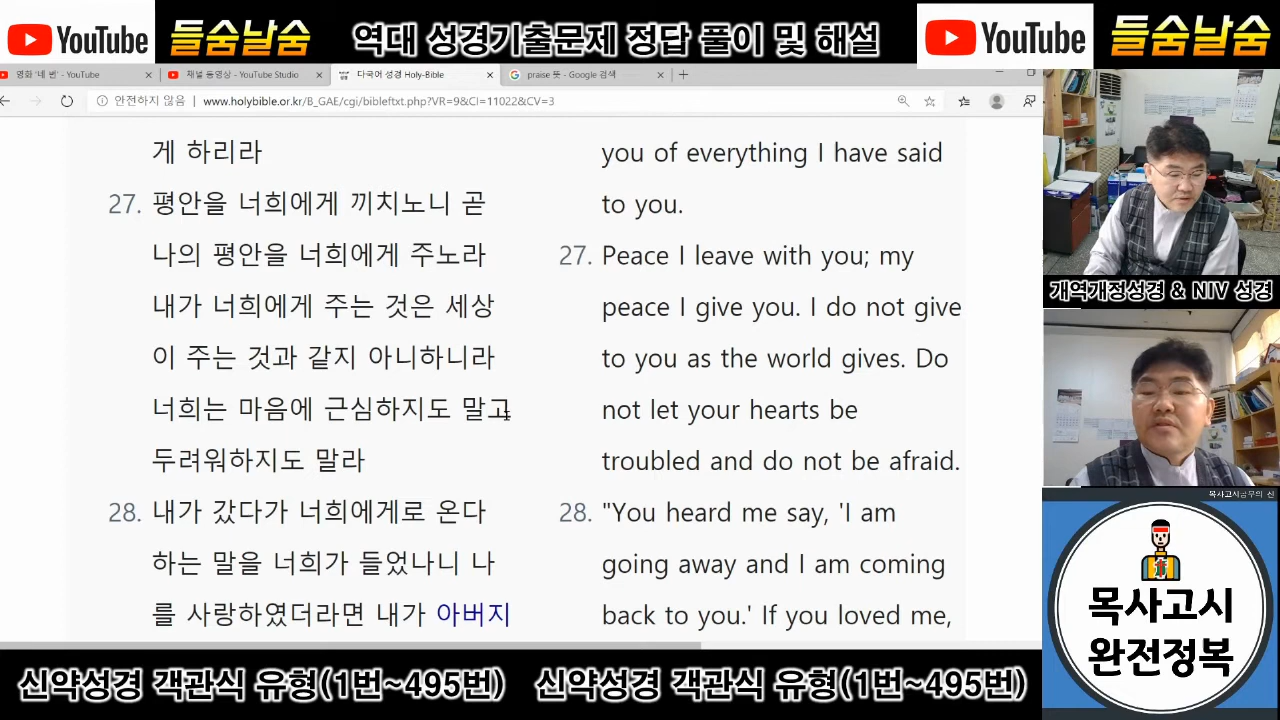 YouTube 들숨날숨 역대 성경기출문제 정답 풀이 및 해설 YouTube 들숨날숨
영화 '네 번' - YouTube
채널 동영상 - YouTube Studio
다국어 성경 Holy-Bible
praise 뜻 - Google 검색
안전하지 않음 | www.holybible.or.kr/B_GAE/cgi/bibleftxt.php?VR=9&CI=11022&CV=3
게 하리라
27. 평안을 너희에게 끼치노니 곧
나의 평안을 너희에게 주노라
내가 너희에게 주는 것은 세상
이 주는 것과 같지 아니하니라
너희는 마음에 근심하지도 말고
두려워하지도 말라
28. 내가 갔다가 너희에게로 온다
하는 말을 너희가 들었나니 나
를 사랑하였더라면 내가 아버지
you of everything I have said
to you.
27. Peace I leave with you; my
peace I give you. I do not give
to you as the world gives. Do
not let your hearts be
troubled and do not be afraid.
28. "You heard me say, 'I am
going away and I am coming
back to you.' If you loved me,
개역개정성경 & NIV 성경
목사고시공부의 신
목사고시
완전정복
신약성경 객관식 유형(1번~495번) 신약성경 객관식 유형(1번~495번)